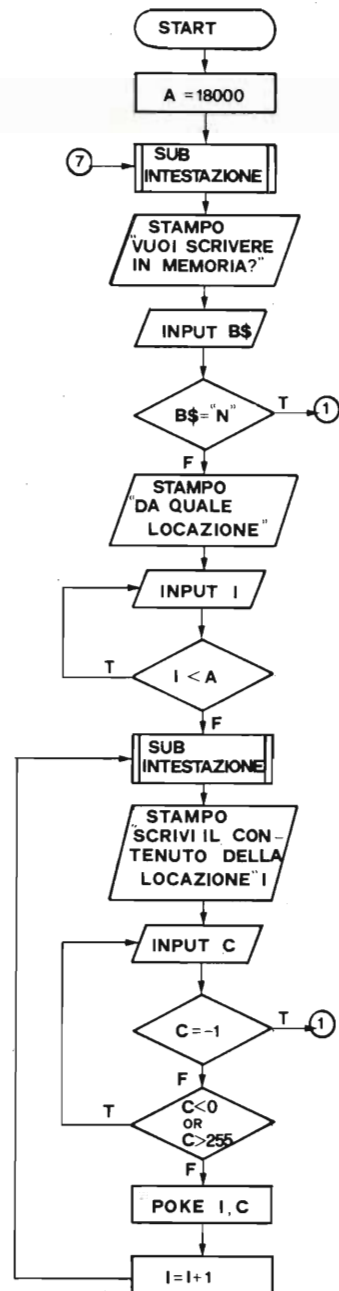 START
A = 18000
7
SUB
INTESTAZIONE
STAMPO
"VUOI SCRIVERE
IN MEMORIA?"
INPUT B$
B$="N"
T
1
F
STAMPO
"DA QUALE
LOCAZIONE"
INPUT I
T
I < A
F
SUB
INTESTAZIONE
STAMPO
"SCRIVI IL CON-
TENUTO DELLA
LOCAZIONE" I
INPUT C
C = -1
T
1
F
T
C<0
OR
C>255
F
POKE I, C
I = I + 1